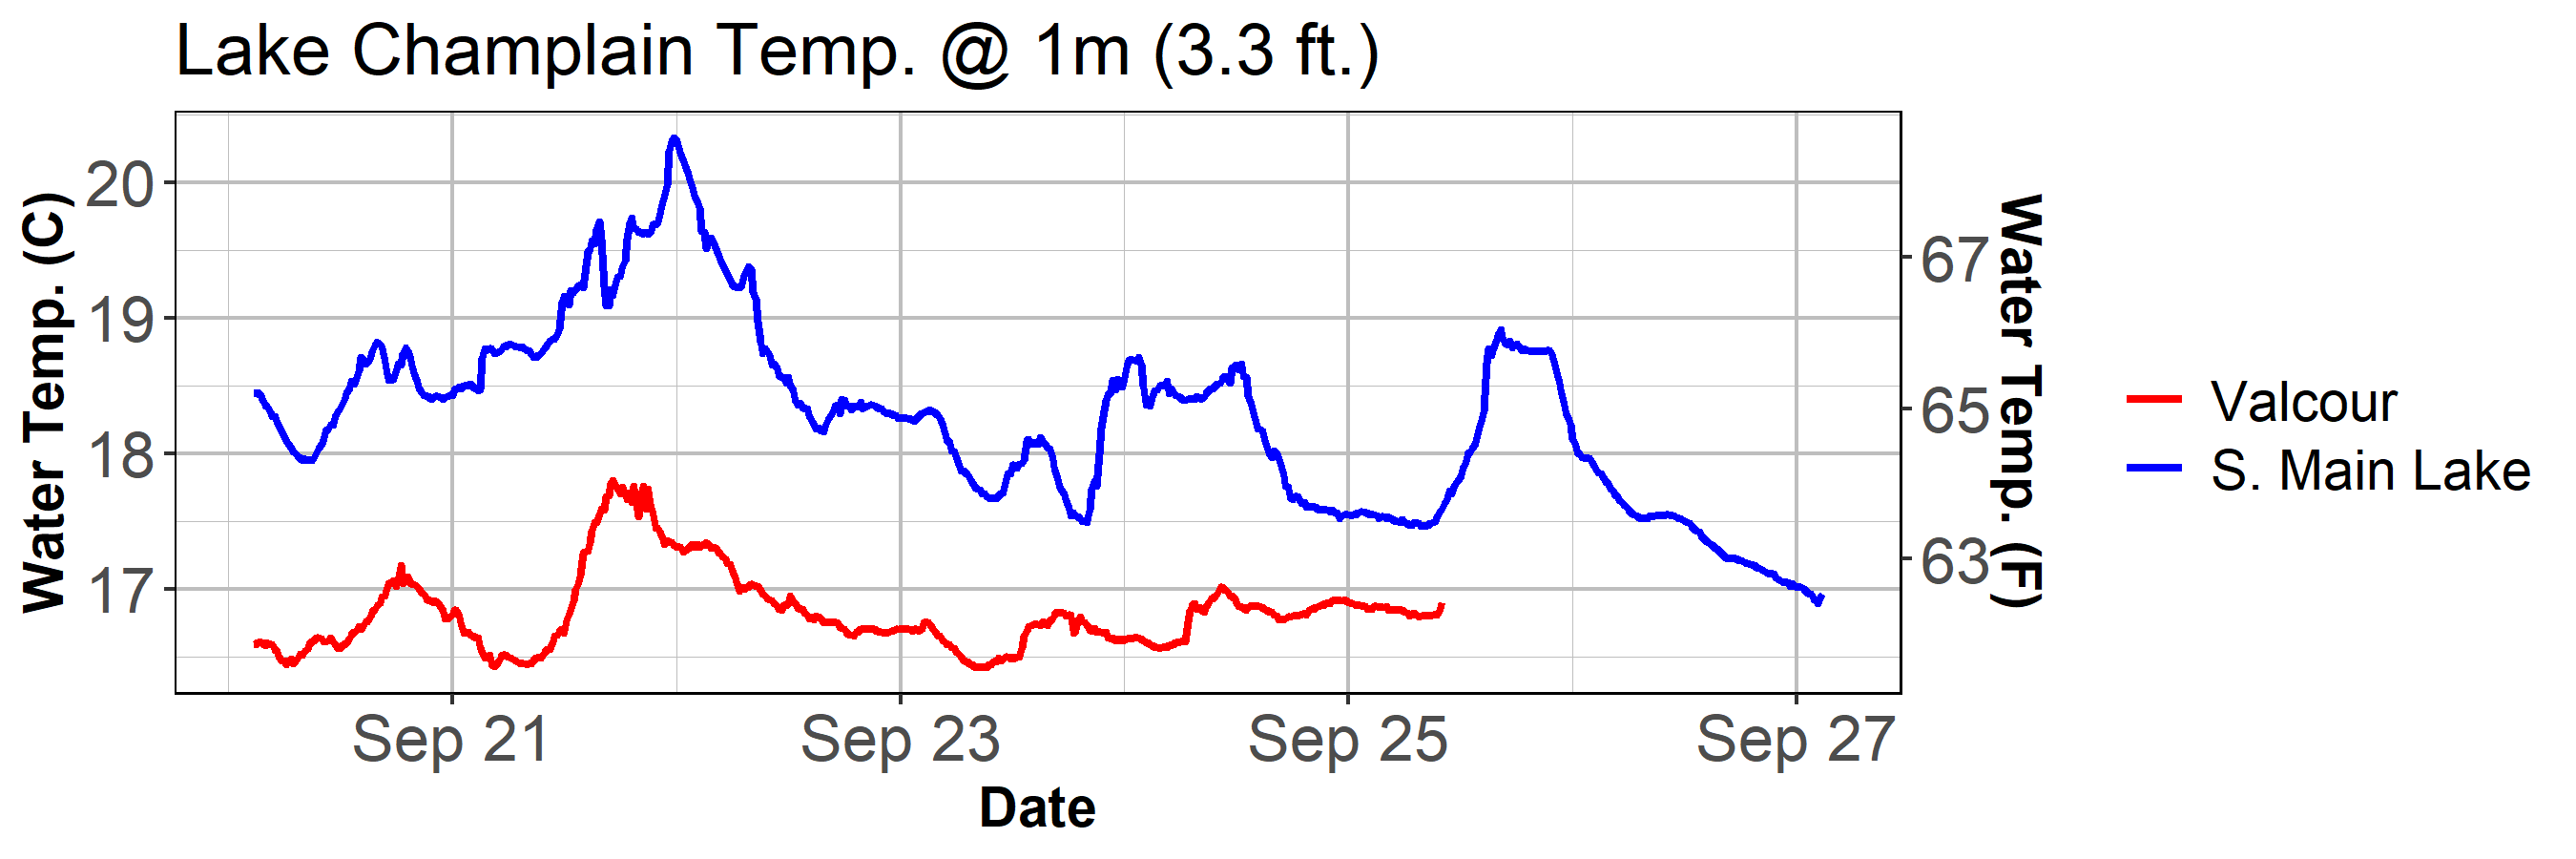 Lake Champlain Temp. @ 1m (3.3 ft.)
Water Temp. (C)
20
19
18
17
67
65
63
Water Temp. (F)
Sep 21
Sep 23
Sep 25
Sep 27
Date
Valcour
S. Main Lake